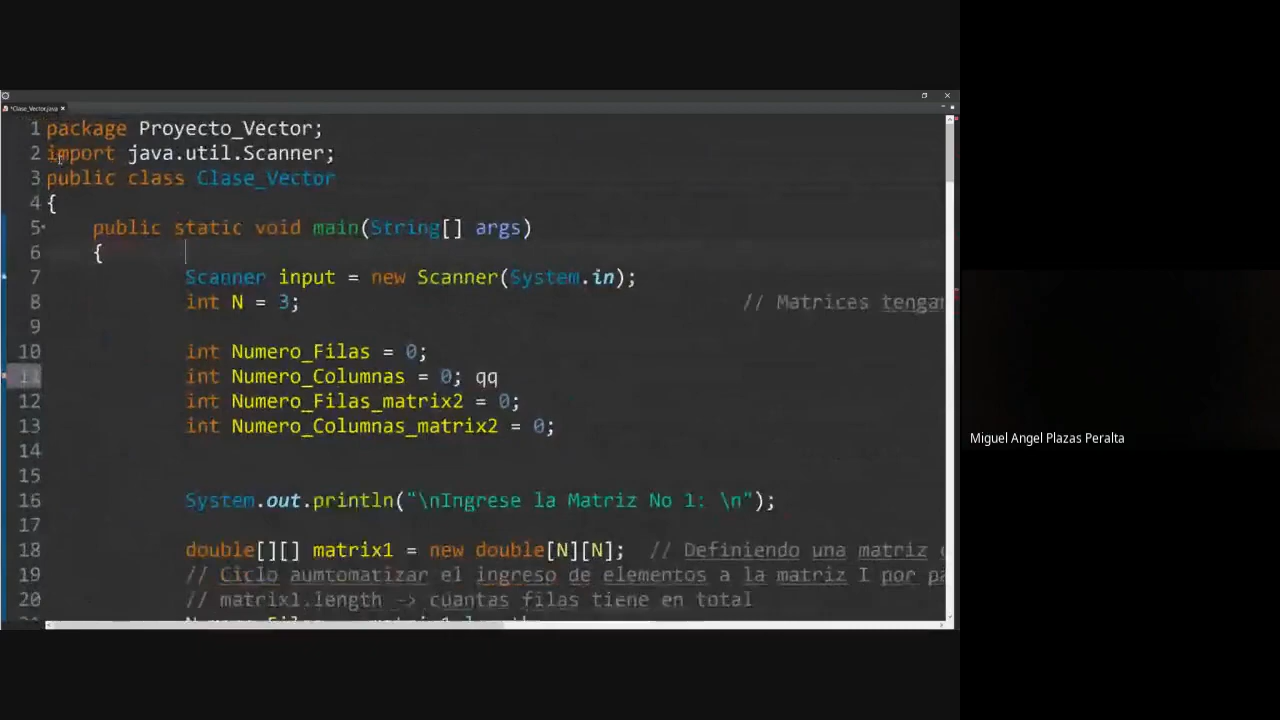 *Clase_Vector.java
1 package Proyecto_Vector;
2 import java.util.Scanner;
3 public class Clase_Vector
4 {
5 public static void main(String[] args)
6 {
7 Scanner input = new Scanner(System.in);
8 int N = 3; // Matrices tengan
9
10 int Numero_Filas = 0;
11 int Numero_Columnas = 0; qq
12 int Numero_Filas_matrix2 = 0;
13 int Numero_Columnas_matrix2 = 0;
14
15
16 System.out.println("\nIngrese la Matriz No 1: \n");
17
18 double[][] matrix1 = new double[N][N]; // Definiendo una matriz
19 // Ciclo aumtomatizar el ingreso de elementos a la matriz I por pa
20 // matrix1.length -> cuantas filas tiene en total
Miguel Angel Plazas Peralta